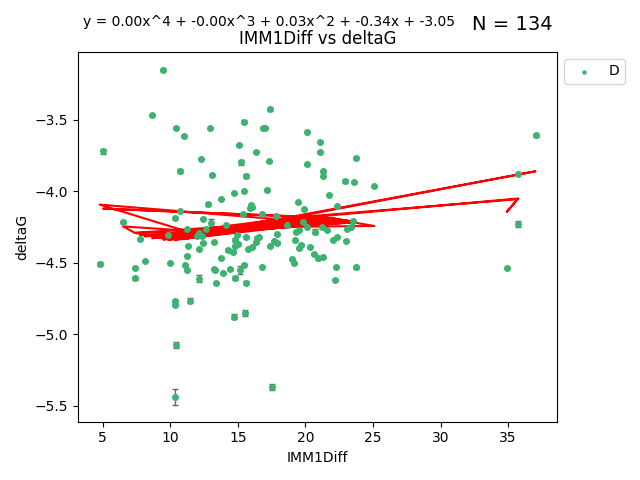 y = 0.00x^4 + -0.00x^3 + 0.03x^2 + -0.34x + -3.05
N = 134
IMM1Diff vs deltaG
D
deltaG
−3.5
−4.0
−4.5
−5.0
−5.5
5 10 15 20 25 30 35
IMM1Diff